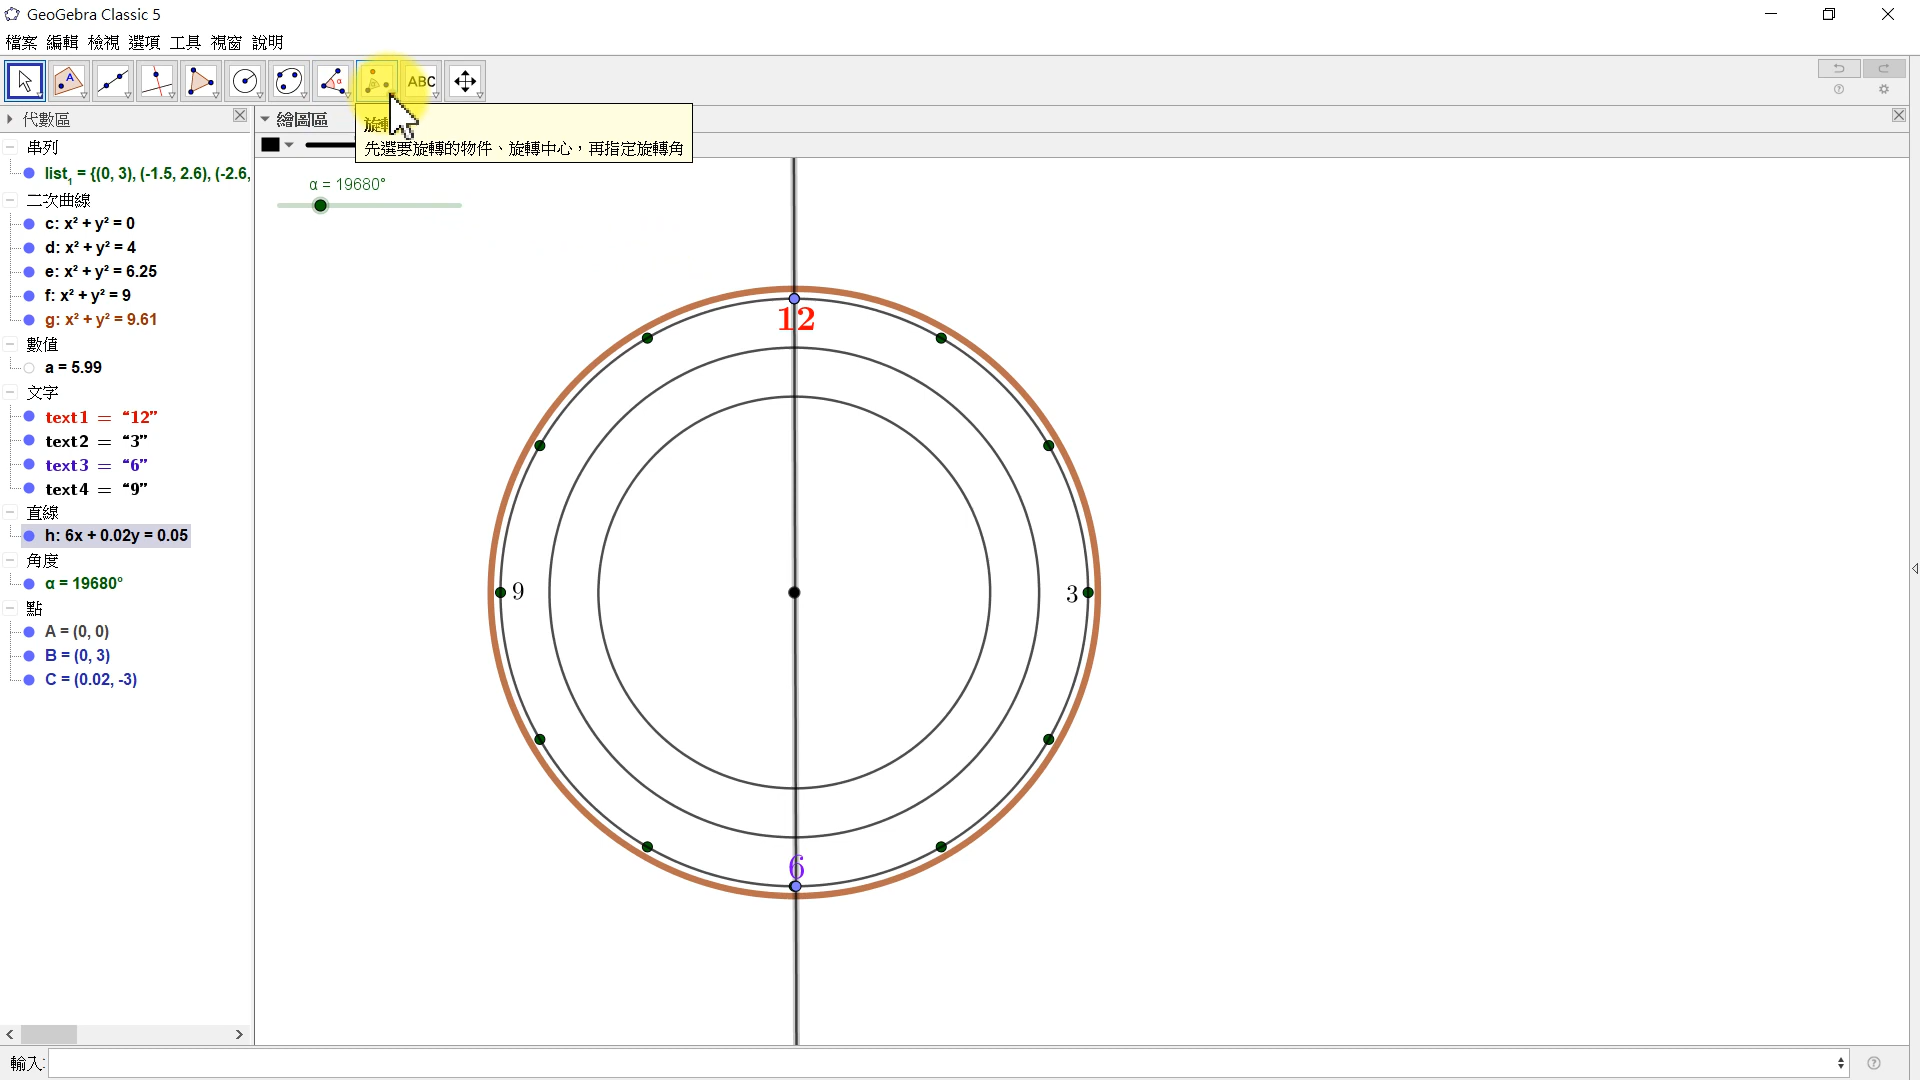 GeoGebra Classic 5
檔案 編輯 檢視 選項 工具 視窗 說明
ABC
代數區
繪圖區
先選要旋轉的物件、旋轉中心，再指定旋轉角
串列
list₁ = {(0, 3), (-1.5, 2.6), (-2.6,
二次曲線
c: x² + y² = 0
d: x² + y² = 4
e: x² + y² = 6.25
f: x² + y² = 9
g: x² + y² = 9.61
數值
a = 5.99
文字
text1 = “12”
text2 = “3”
text3 = “6”
text4 = “9”
直線
h: 6x + 0.02y = 0.05
角度
α = 19680°
點
A = (0, 0)
B = (0, 3)
C = (0.02, -3)
α = 19680°
12
9
3
6
輸入: